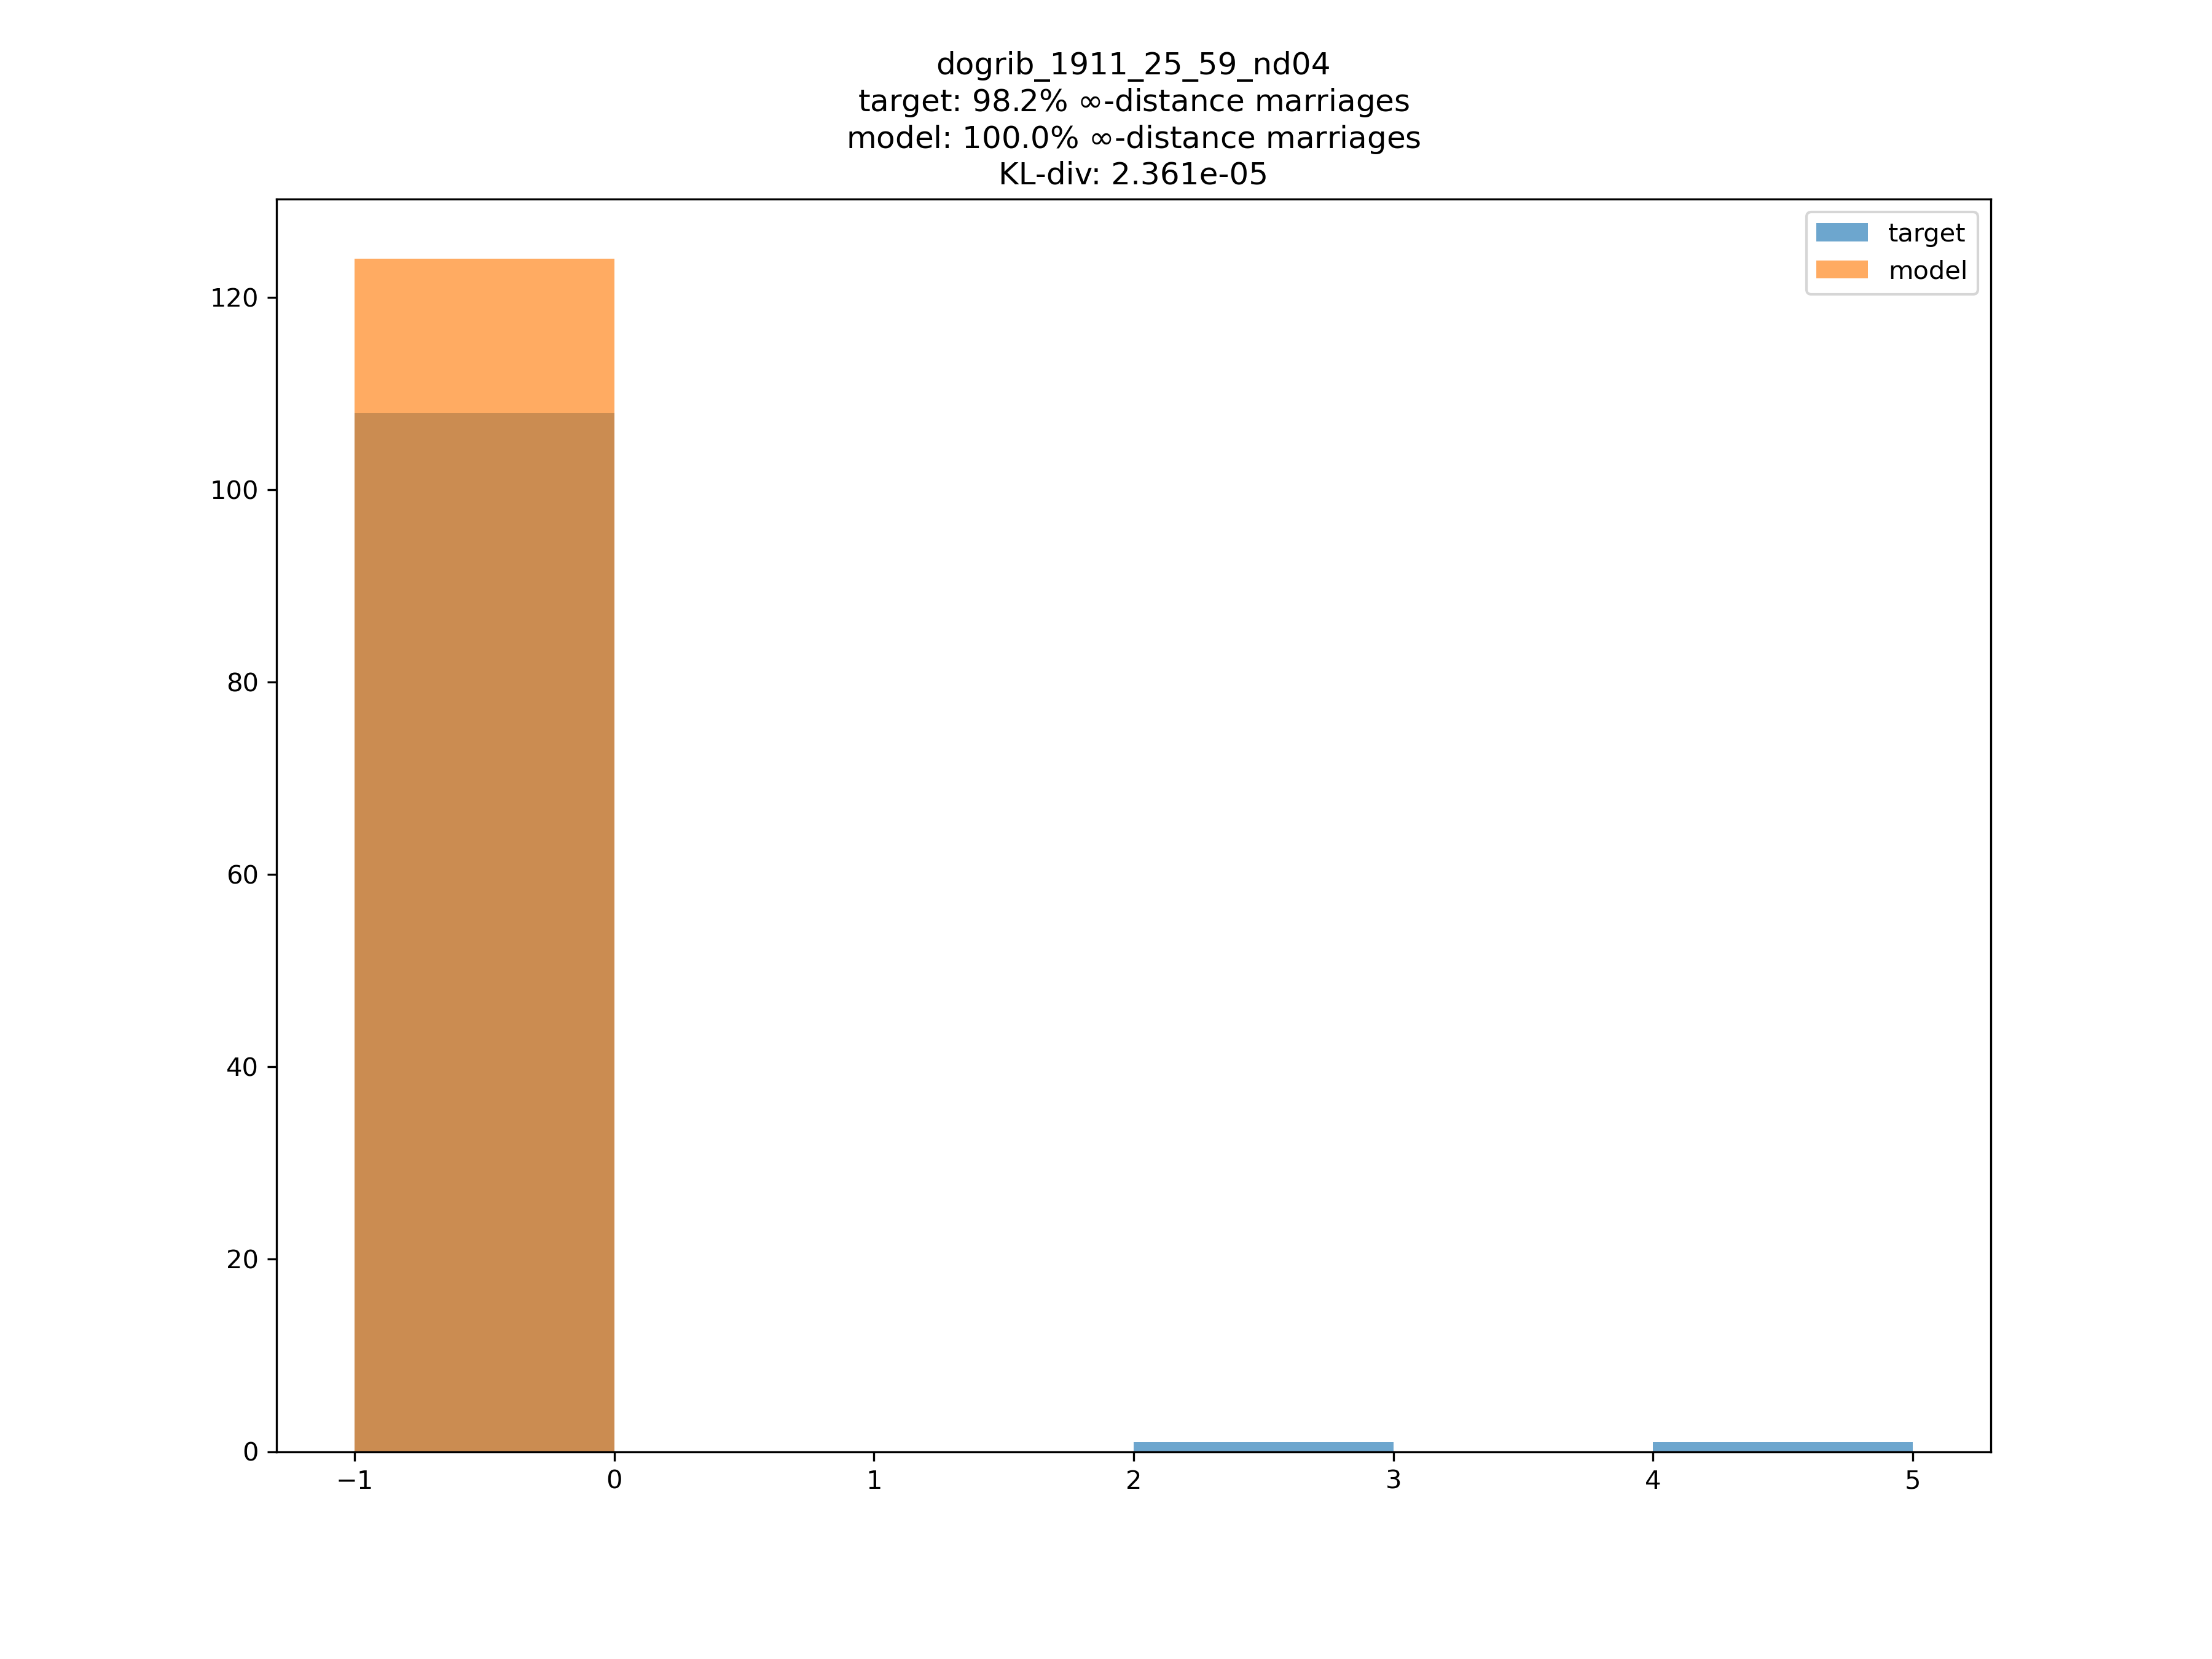 dogrib_1911_25_59_nd04
target: 98.2% ∞-distance marriages
model: 100.0% ∞-distance marriages
KL-div: 2.361e-05
target
model
120
100
80
60
40
20
0
−1 0 1 2 3 4 5